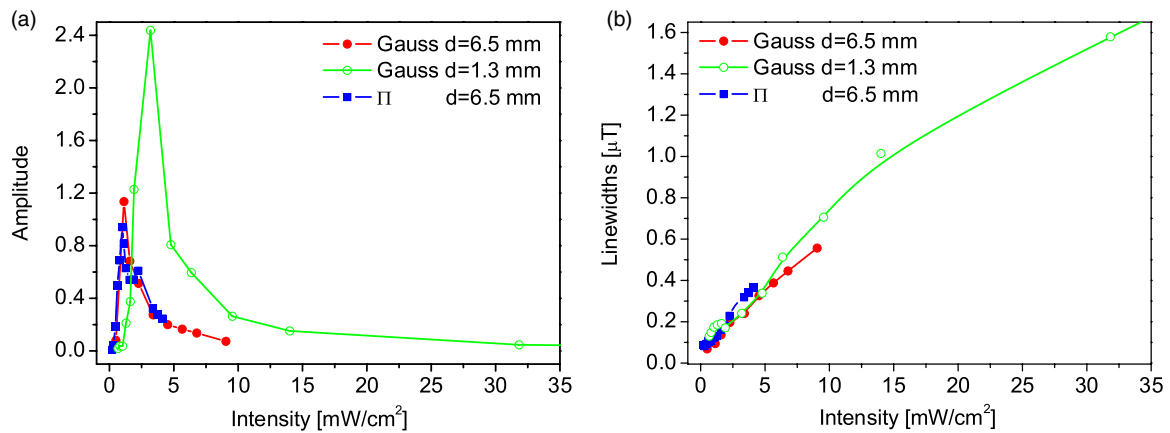 (a)
2.4
2.0
1.6
1.2
0.8
0.4
0.0
Amplitude
Gauss d=6.5 mm
Gauss d=1.3 mm
Π d=6.5 mm
0 5 10 15 20 25 30 35
Intensity [mW/cm²]
(b)
1.6
1.4
1.2
1.0
0.8
0.6
0.4
0.2
0.0
Linewidths [µT]
Gauss d=6.5 mm
Gauss d=1.3 mm
Π d=6.5 mm
0 5 10 15 20 25 30 35
Intensity [mW/cm²]